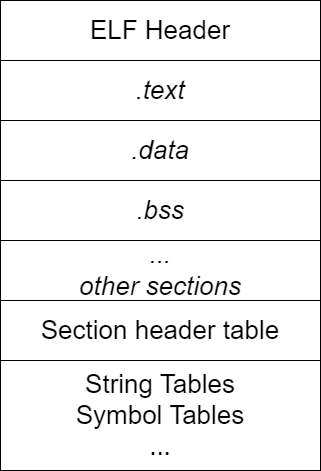 ELF Header
.text
.data
.bss
...
other sections
Section header table
String Tables
Symbol Tables
...